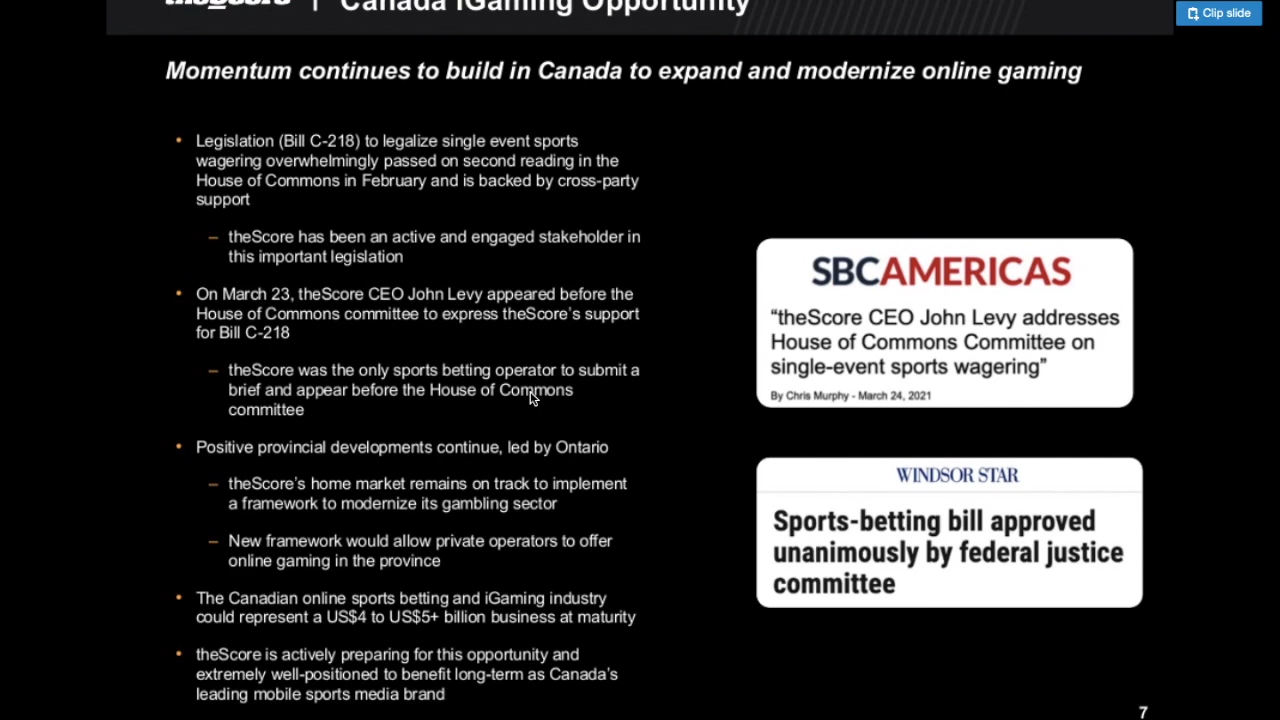 theScore | Canada iGaming Opportunity
Clip slide
Momentum continues to build in Canada to expand and modernize online gaming
• Legislation (Bill C-218) to legalize single event sports
wagering overwhelmingly passed on second reading in the
House of Commons in February and is backed by cross-party
support
– theScore has been an active and engaged stakeholder in
this important legislation
• On March 23, theScore CEO John Levy appeared before the
House of Commons committee to express theScore's support
for Bill C-218
– theScore was the only sports betting operator to submit a
brief and appear before the House of Commons
committee
• Positive provincial developments continue, led by Ontario
– theScore's home market remains on track to implement
a framework to modernize its gambling sector
– New framework would allow private operators to offer
online gaming in the province
• The Canadian online sports betting and iGaming industry
could represent a US$4 to US$5+ billion business at maturity
• theScore is actively preparing for this opportunity and
extremely well-positioned to benefit long-term as Canada's
leading mobile sports media brand
SBCAMERICAS
“theScore CEO John Levy addresses
House of Commons Committee on
single-event sports wagering”
By Chris Murphy - March 24, 2021
WINDSOR STAR
Sports-betting bill approved
unanimously by federal justice
committee
7